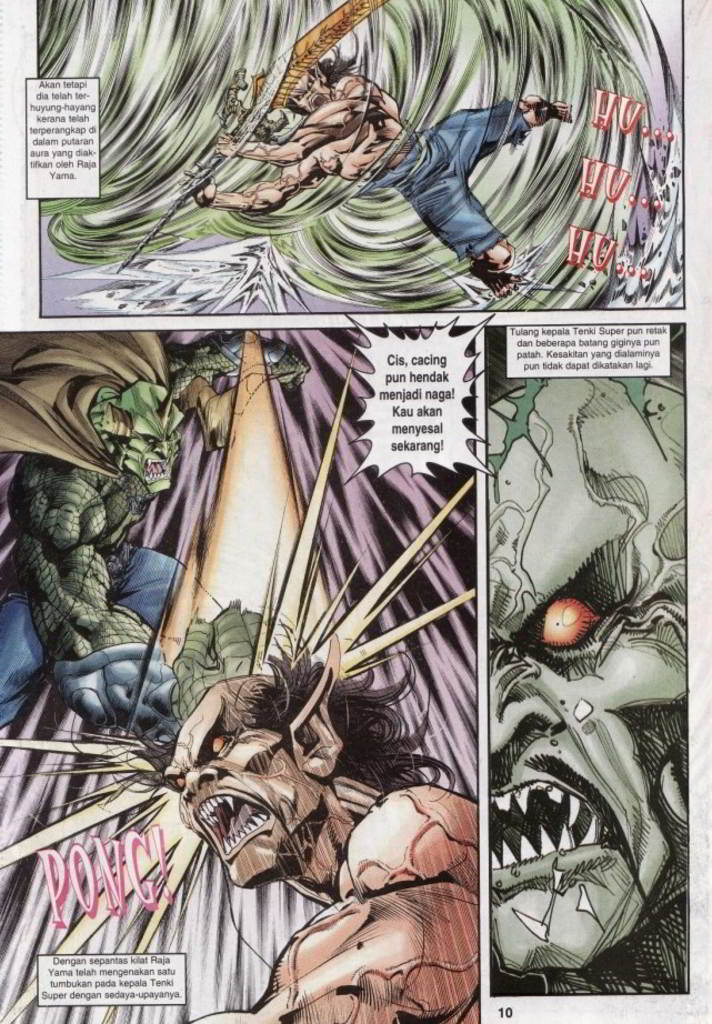 Akan tetapi
dia telah ter-
huyung-hayang
kerana telah
terperangkap di
dalam putaran
aura yang diak-
tifkan oleh Raja
Yama.
HU...
HU...
HU...
Cis, cacing
pun hendak
menjadi naga!
Kau akan
menyesal
sekarang!
Tulang kepala Tenki Super pun retak
dan beberapa batang giginya pun
patah. Kesakitan yang dialaminya
pun tidak dapat dikatakan lagi.
PONG!
Dengan sepantas kilat Raja
Yama telah mengenakan satu
tumbukan pada kepala Tenki
Super dengan sedaya-upayanya.
10